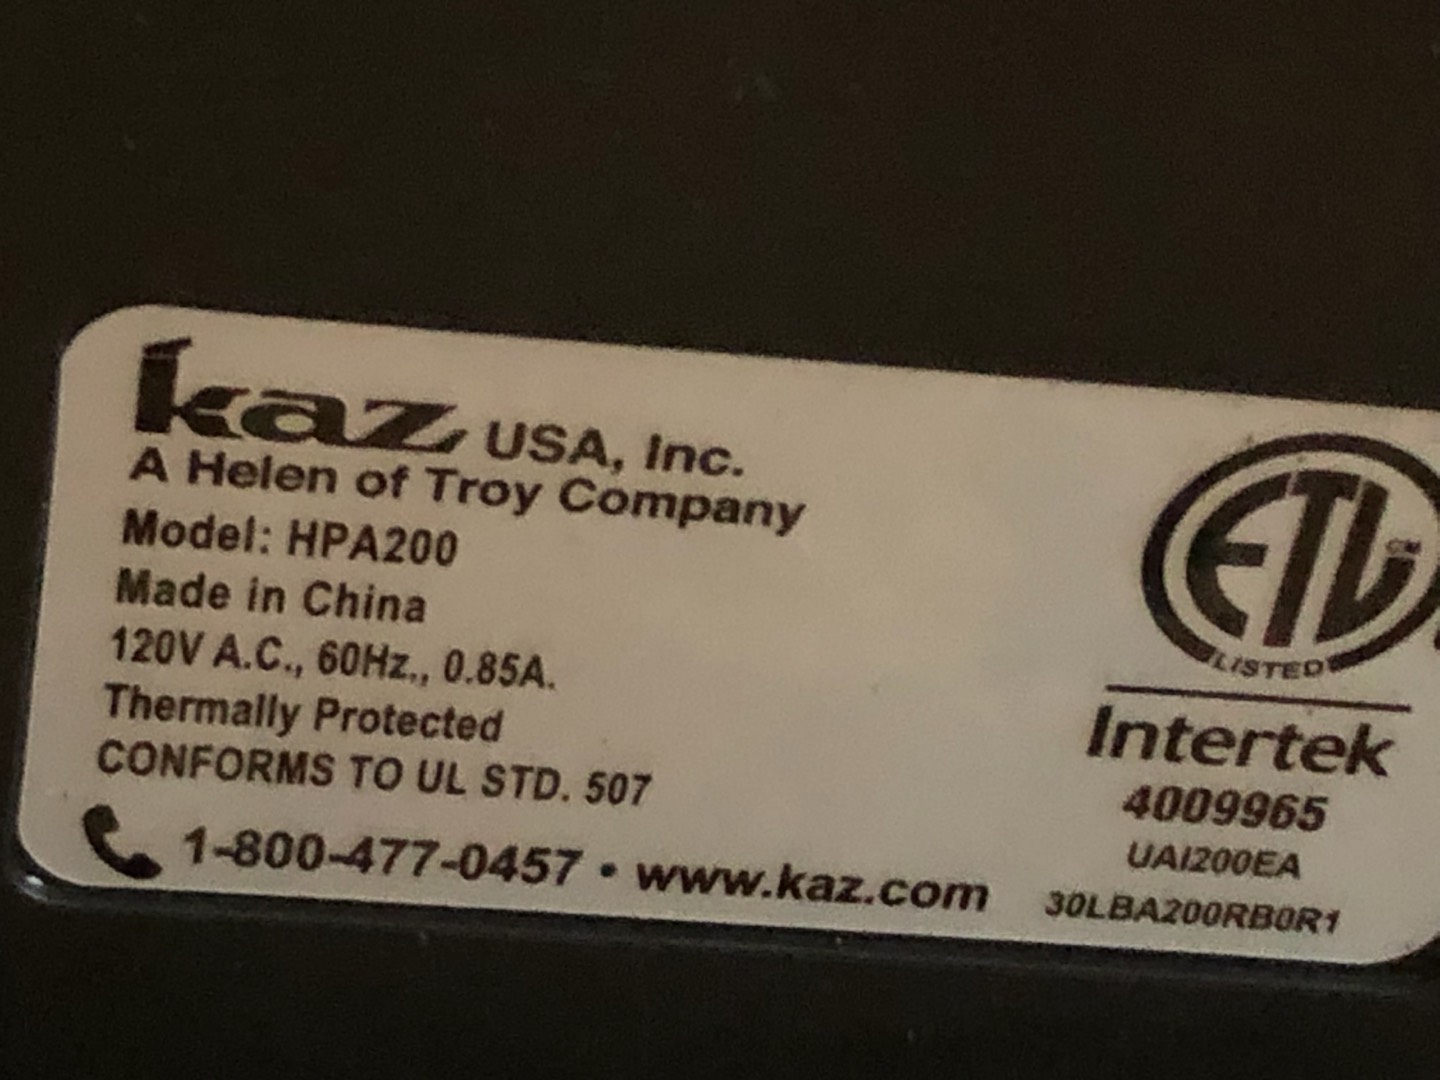 kaz USA, Inc.
A Helen of Troy Company
Model: HPA200
Made in China
120V A.C., 60Hz., 0.85A.
Thermally Protected
CONFORMS TO UL STD. 507
1-800-477-0457 • www.kaz.com
ETL CM
LISTED
Intertek
4009965
UAI200EA
30LBA200RB0R1